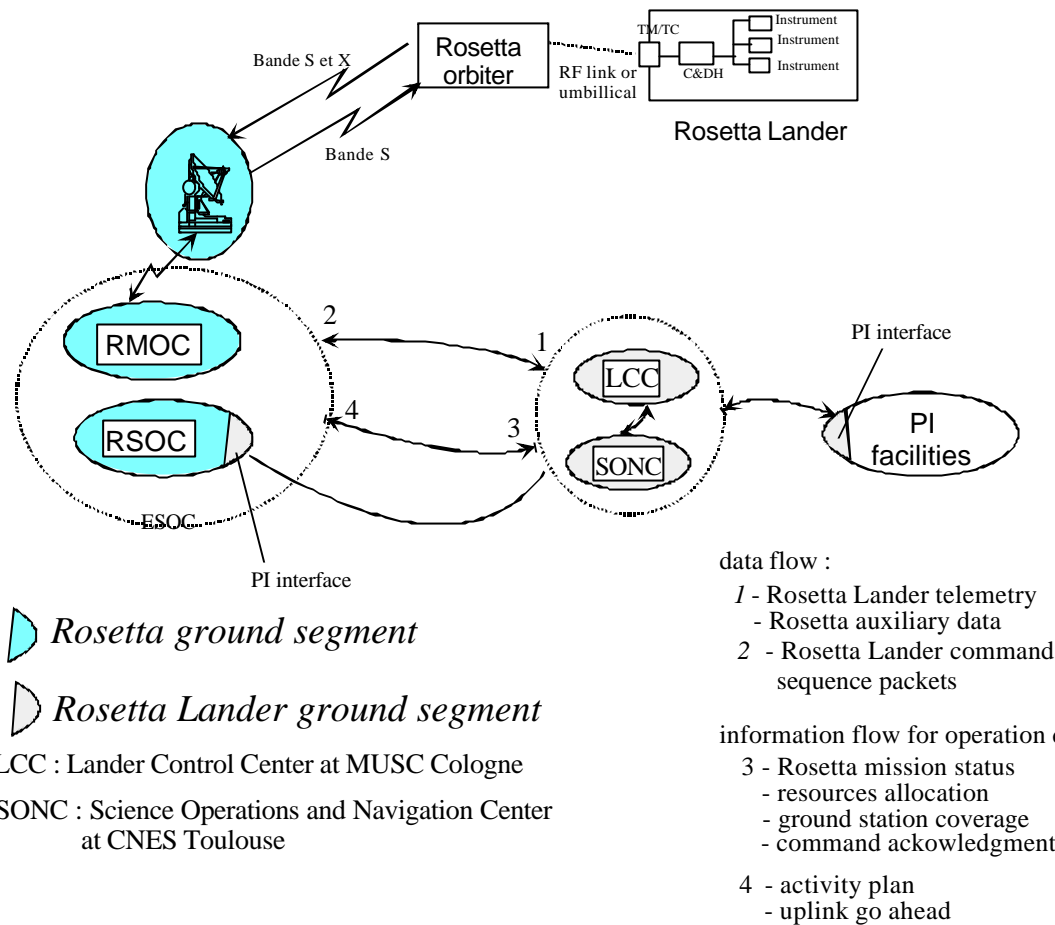 Rosetta
orbiter
Bande S et X
Bande S
RF link or
umbillical
TM/TC
C&DH
Instrument
Instrument
Instrument
Rosetta Lander
RMOC
RSOC
ESOC
PI interface
2
1
4
3
LCC
SONC
PI interface
PI
facilities
Rosetta ground segment
Rosetta Lander ground segment
LCC : Lander Control Center at MUSC Cologne
SONC : Science Operations and Navigation Center
at CNES Toulouse
data flow :
1 - Rosetta Lander telemetry
- Rosetta auxiliary data
2 - Rosetta Lander command
sequence packets
information flow for operation
3 - Rosetta mission status
- resources allocation
- ground station coverage
- command ackowledgment
4 - activity plan
- uplink go ahead